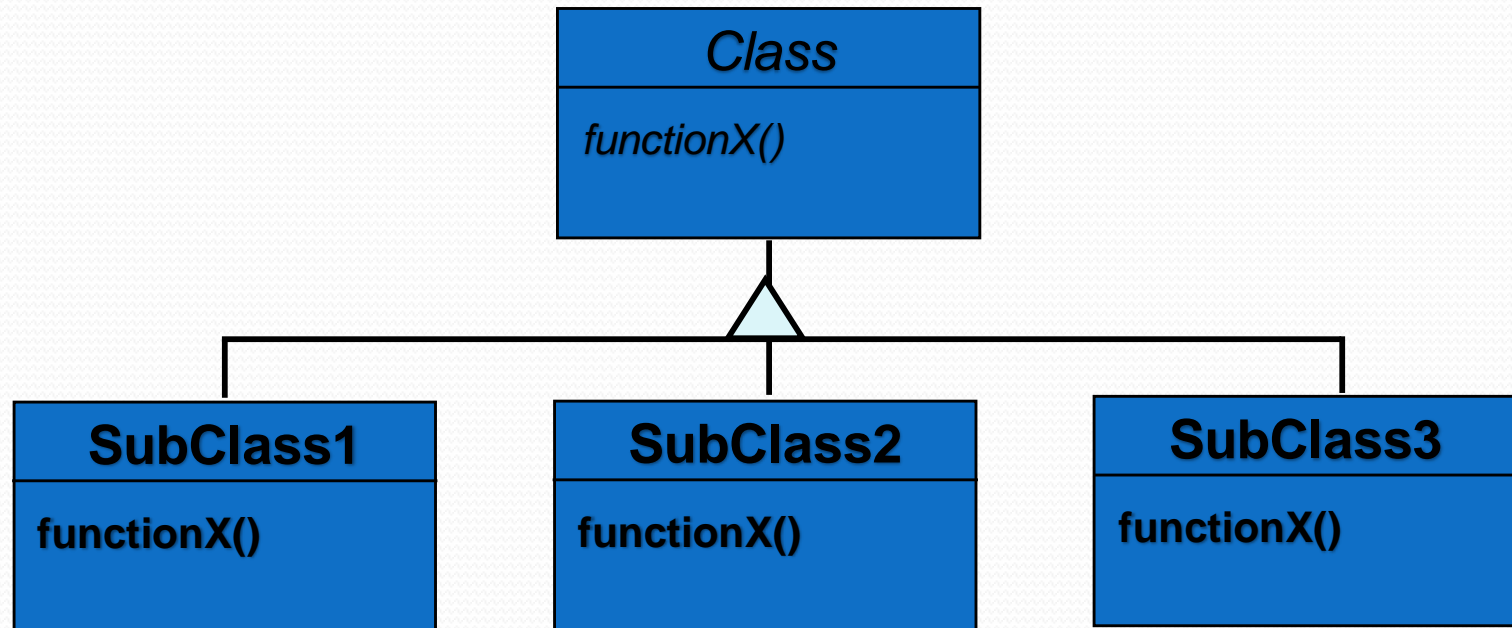 Class
functionX()
SubClass1
functionX()
SubClass2
functionX()
SubClass3
functionX()